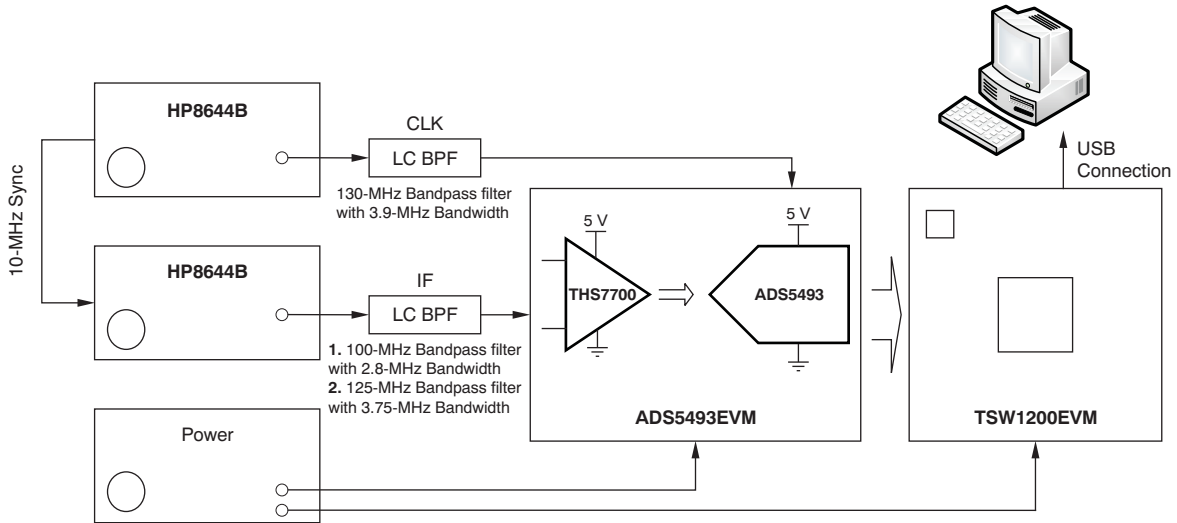 HP8644B
CLK
LC BPF
130-MHz Bandpass filter
with 3.9-MHz Bandwidth
10-MHz Sync
HP8644B
IF
LC BPF
1. 100-MHz Bandpass filter
with 2.8-MHz Bandwidth
2. 125-MHz Bandpass filter
with 3.75-MHz Bandwidth
Power
5 V
THS7700
5 V
ADS5493
ADS5493EVM
USB
Connection
TSW1200EVM